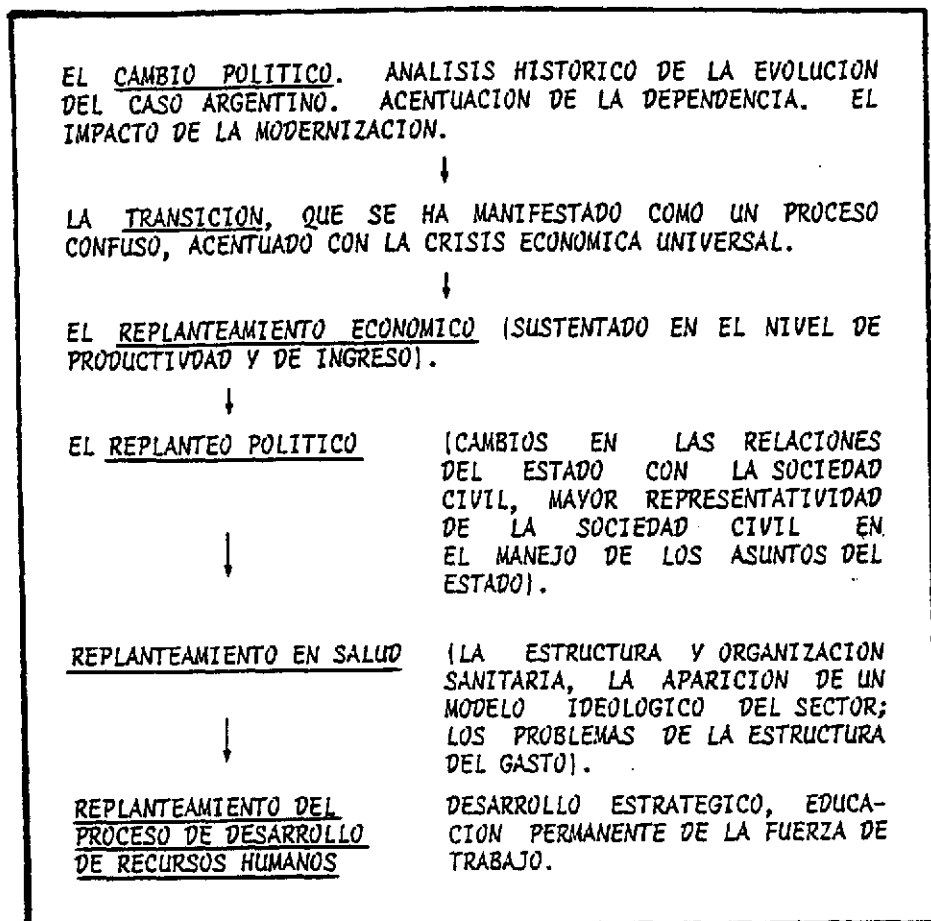 EL CAMBIO POLITICO. ANALISIS HISTORICO DE LA EVOLUCION
DEL CASO ARGENTINO. ACENTUACION DE LA DEPENDENCIA. EL
IMPACTO DE LA MODERNIZACION.
LA TRANSICION, QUE SE HA MANIFESTADO COMO UN PROCESO
CONFUSO, ACENTUADO CON LA CRISIS ECONOMICA UNIVERSAL.
EL REPLANTEAMIENTO ECONOMICO (SUSTENTADO EN EL NIVEL DE
PRODUCTIVDAD Y DE INGRESO).
EL REPLANTEO POLITICO
(CAMBIOS EN LAS RELACIONES
DEL ESTADO CON LA SOCIEDAD
CIVIL, MAYOR REPRESENTATIVIDAD
DE LA SOCIEDAD CIVIL EN
EL MANEJO DE LOS ASUNTOS DEL
ESTADO).
REPLANTEAMIENTO EN SALUD
(LA ESTRUCTURA Y ORGANIZACION
SANITARIA, LA APARICION DE UN
MODELO IDEOLOGICO DEL SECTOR;
LOS PROBLEMAS DE LA ESTRUCTURA
DEL GASTO).
REPLANTEAMIENTO DEL
PROCESO DE DESARROLLO
DE RECURSOS HUMANOS
DESARROLLO ESTRATEGICO, EDUCA-
CION PERMANENTE DE LA FUERZA DE
TRABAJO.